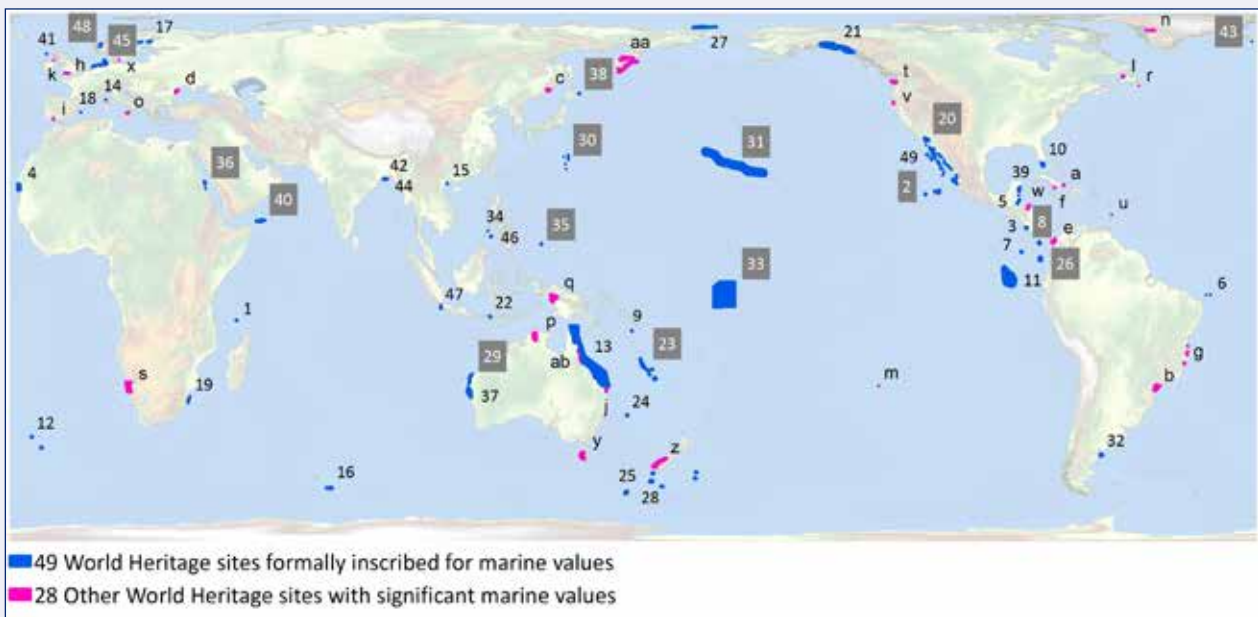 48 17 21 n 43
41 45 27 aa
h x
k d 38 c t l r
14 v
18 i o 20
30 31 10
36 42 15 49 39 a
4 44 w
40 2 5 f u
34 35 3 8 e
46 7
33 26
47 22 q 11 6
1 p 9
13 23 g
29 ab m b
s 19 37 j 24
12 y z 32
16 25
28
49 World Heritage sites formally inscribed for marine values
28 Other World Heritage sites with significant marine values